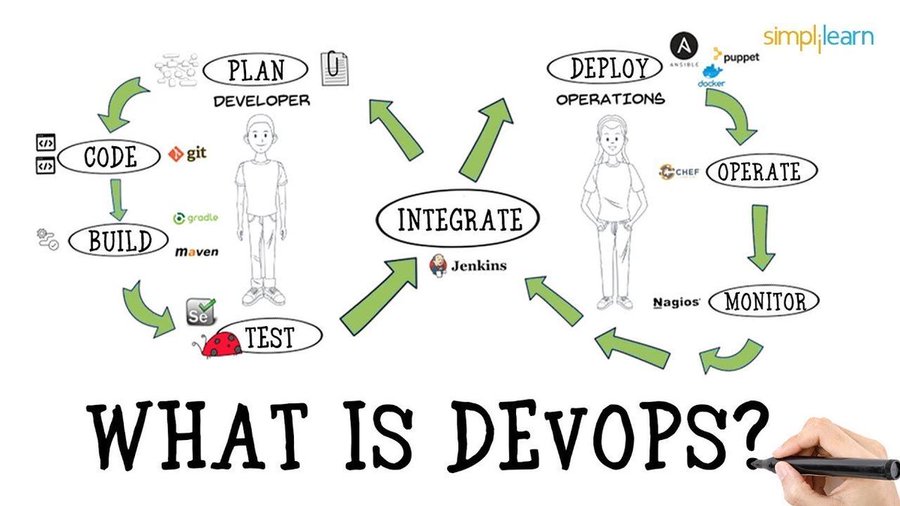 simplilearn
PLAN
DEVELOPER
CODE
git
gradle
BUILD
maven
Se
TEST
INTEGRATE
Jenkins
DEPLOY
OPERATIONS
A
ANSIBLE
puppet
docker
CHEF
OPERATE
Nagios
MONITOR
WHAT IS DEVOPS?